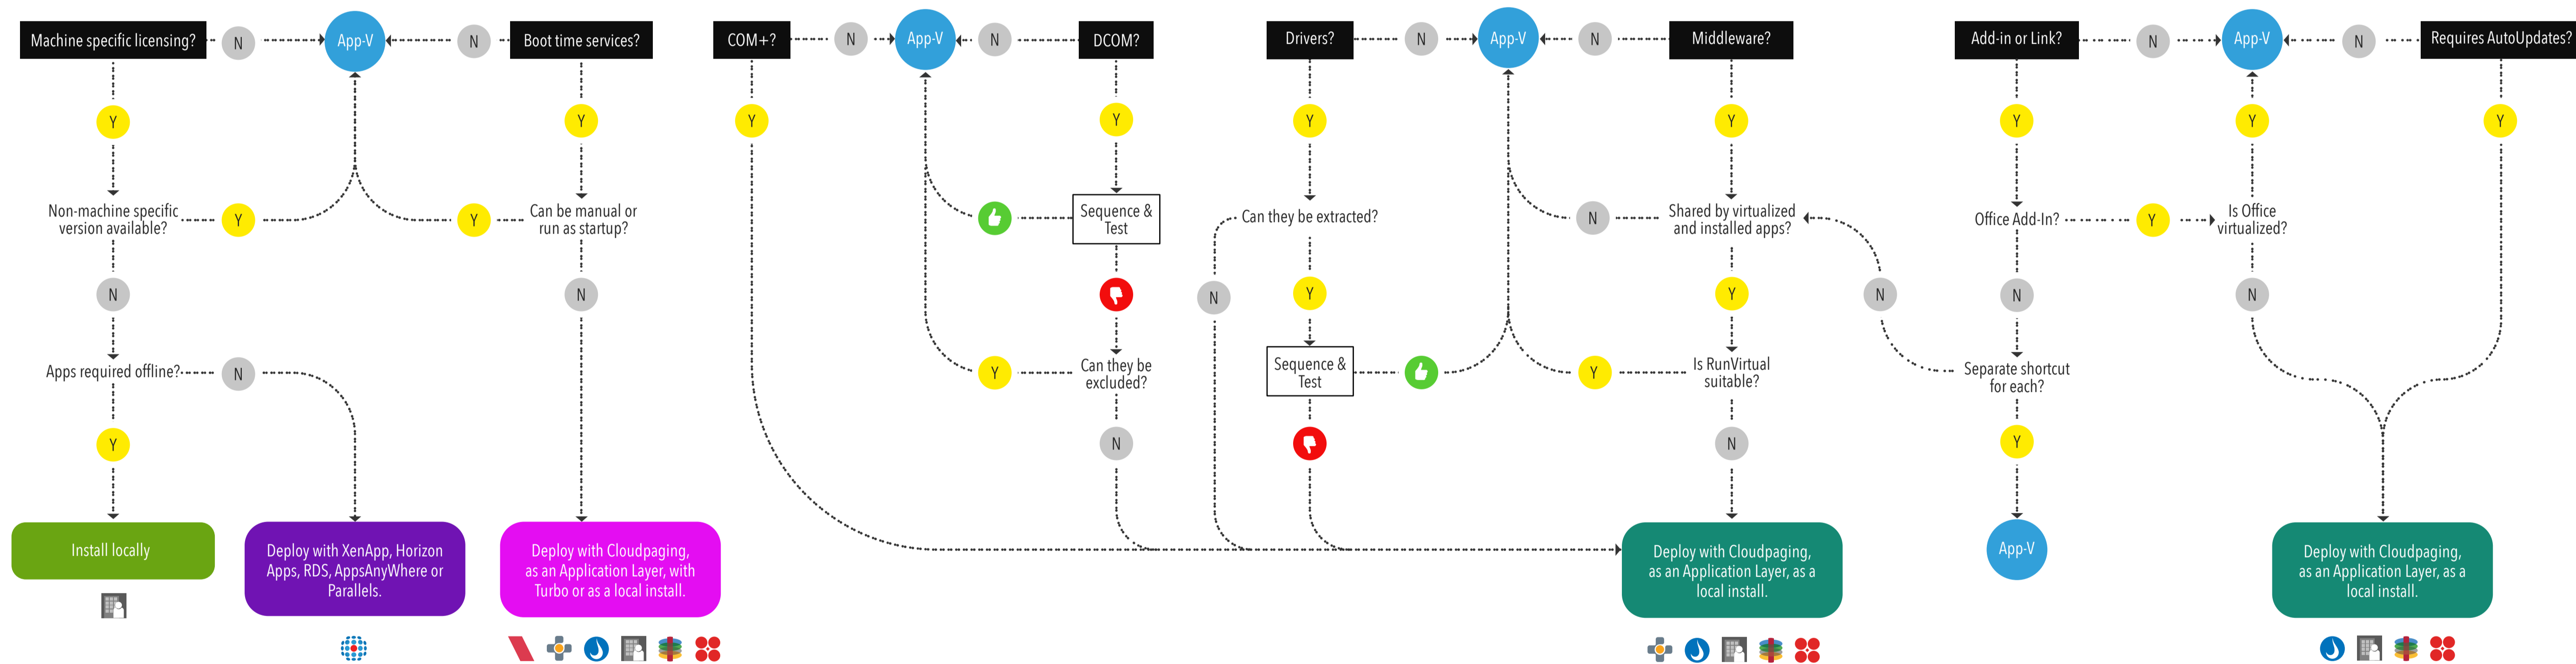 Machine specific licensing?
N
App-V
N
Boot time services?
Y
Y
Non-machine specific
version available?
Y
Y
Can be manual or
run as startup?
N
N
Apps required offline?
N
Y
Install locally
Deploy with XenApp, Horizon
Apps, RDS, AppsAnyWhere or
Parallels.
Deploy with Cloudpaging,
as an Application Layer, with
Turbo or as a local install.
COM+?
N
App-V
N
DCOM?
Y
Y
Sequence &
Test
Y
Can they be
excluded?
N
Drivers?
N
App-V
N
Middleware?
Y
Y
Can they be extracted?
N
Shared by virtualized
and installed apps?
N
Y
Y
Sequence &
Test
Y
Is RunVirtual
suitable?
N
Deploy with Cloudpaging,
as an Application Layer, as a
local install.
Add-in or Link?
N
App-V
N
Requires AutoUpdates?
Y
Y
Y
Office Add-In?
Y
Is Office
virtualized?
N
N
N
Separate shortcut
for each?
Y
App-V
Deploy with Cloudpaging,
as an Application Layer, as a
local install.